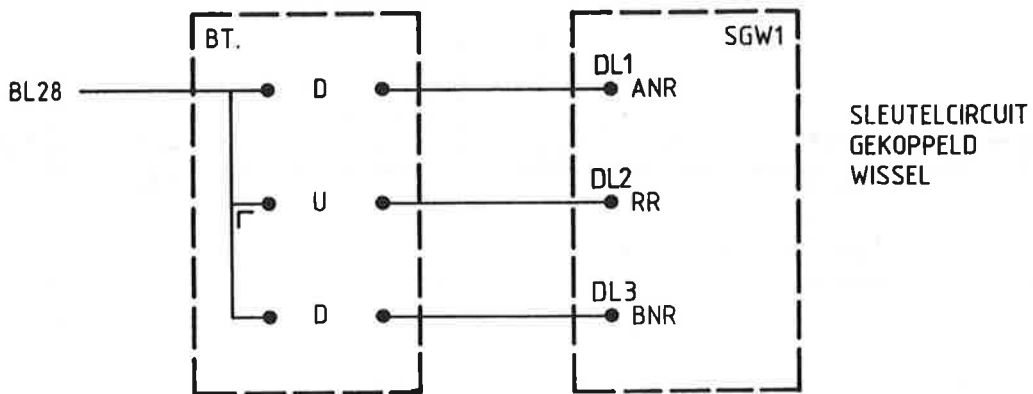 BT.
SGW1
BL28
D
DL1
ANR
SLEUTELCIRCUIT
GEKOPPELD
WISSEL
U
DL2
RR
D
DL3
BNR